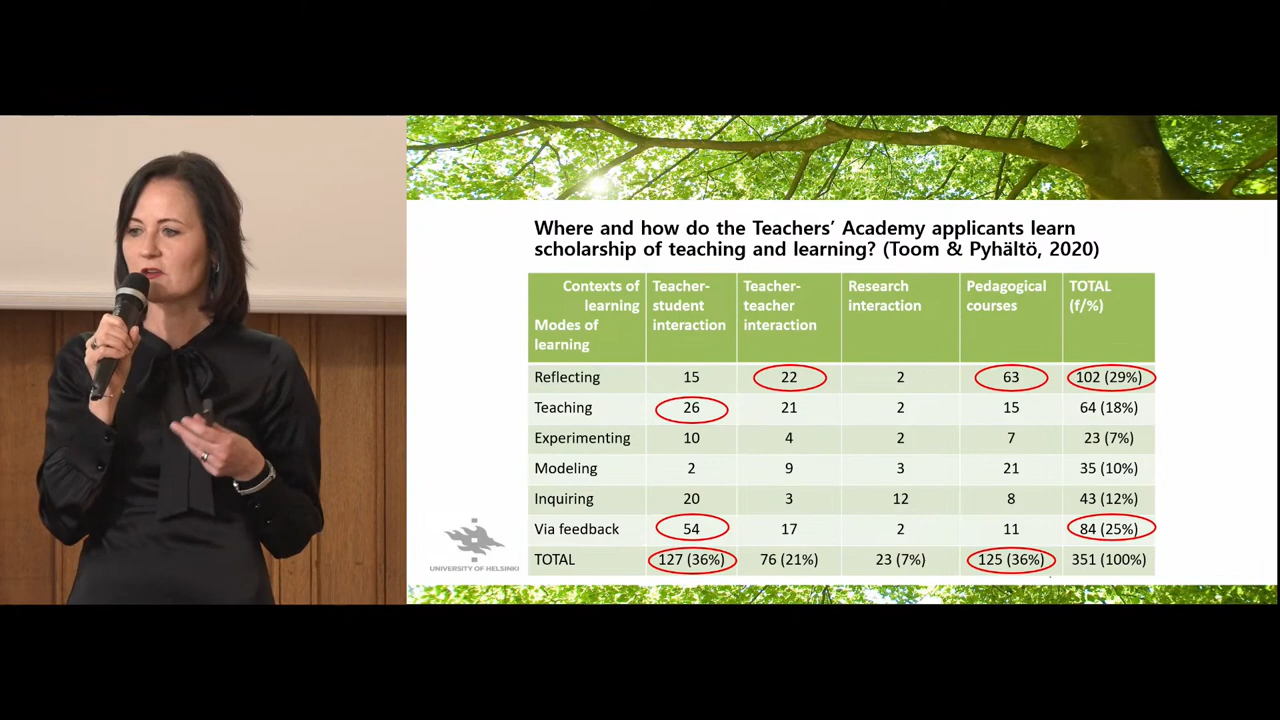 Where and how do the Teachers’ Academy applicants learn
scholarship of teaching and learning? (Toom & Pyhältö, 2020)
Contexts of learning Modes of learning Teacher-student interaction Teacher-teacher interaction Research interaction Pedagogical courses TOTAL (f/%)
Reflecting 15 22 2 63 102 (29%)
Teaching 26 21 2 15 64 (18%)
Experimenting 10 4 2 7 23 (7%)
Modeling 2 9 3 21 35 (10%)
Inquiring 20 3 12 8 43 (12%)
Via feedback 54 17 2 11 84 (25%)
TOTAL 127 (36%) 76 (21%) 23 (7%) 125 (36%) 351 (100%)
UNIVERSITY OF HELSINKI